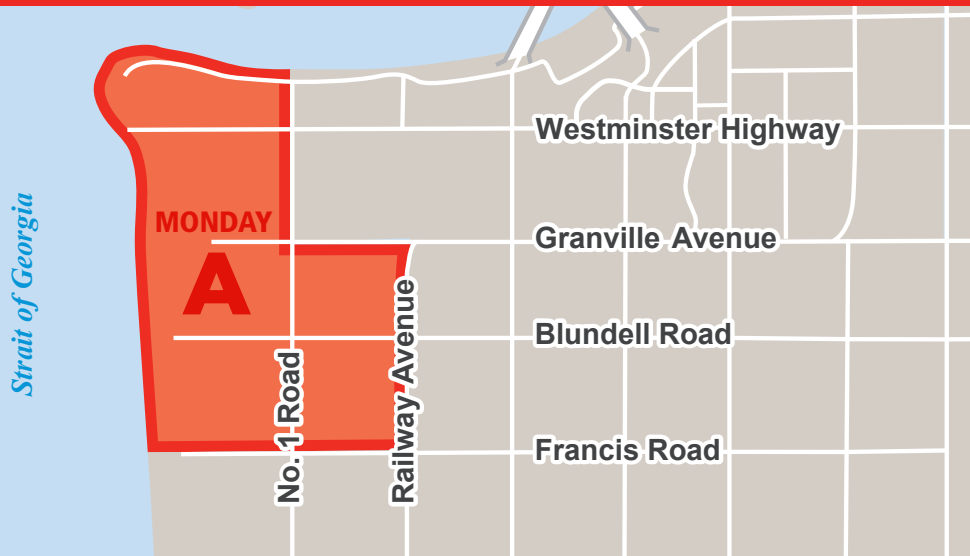 Westminster Highway
MONDAY
A
Granville Avenue
Strait of Georgia
Blundell Road
No. 1 Road
Railway Avenue
Francis Road